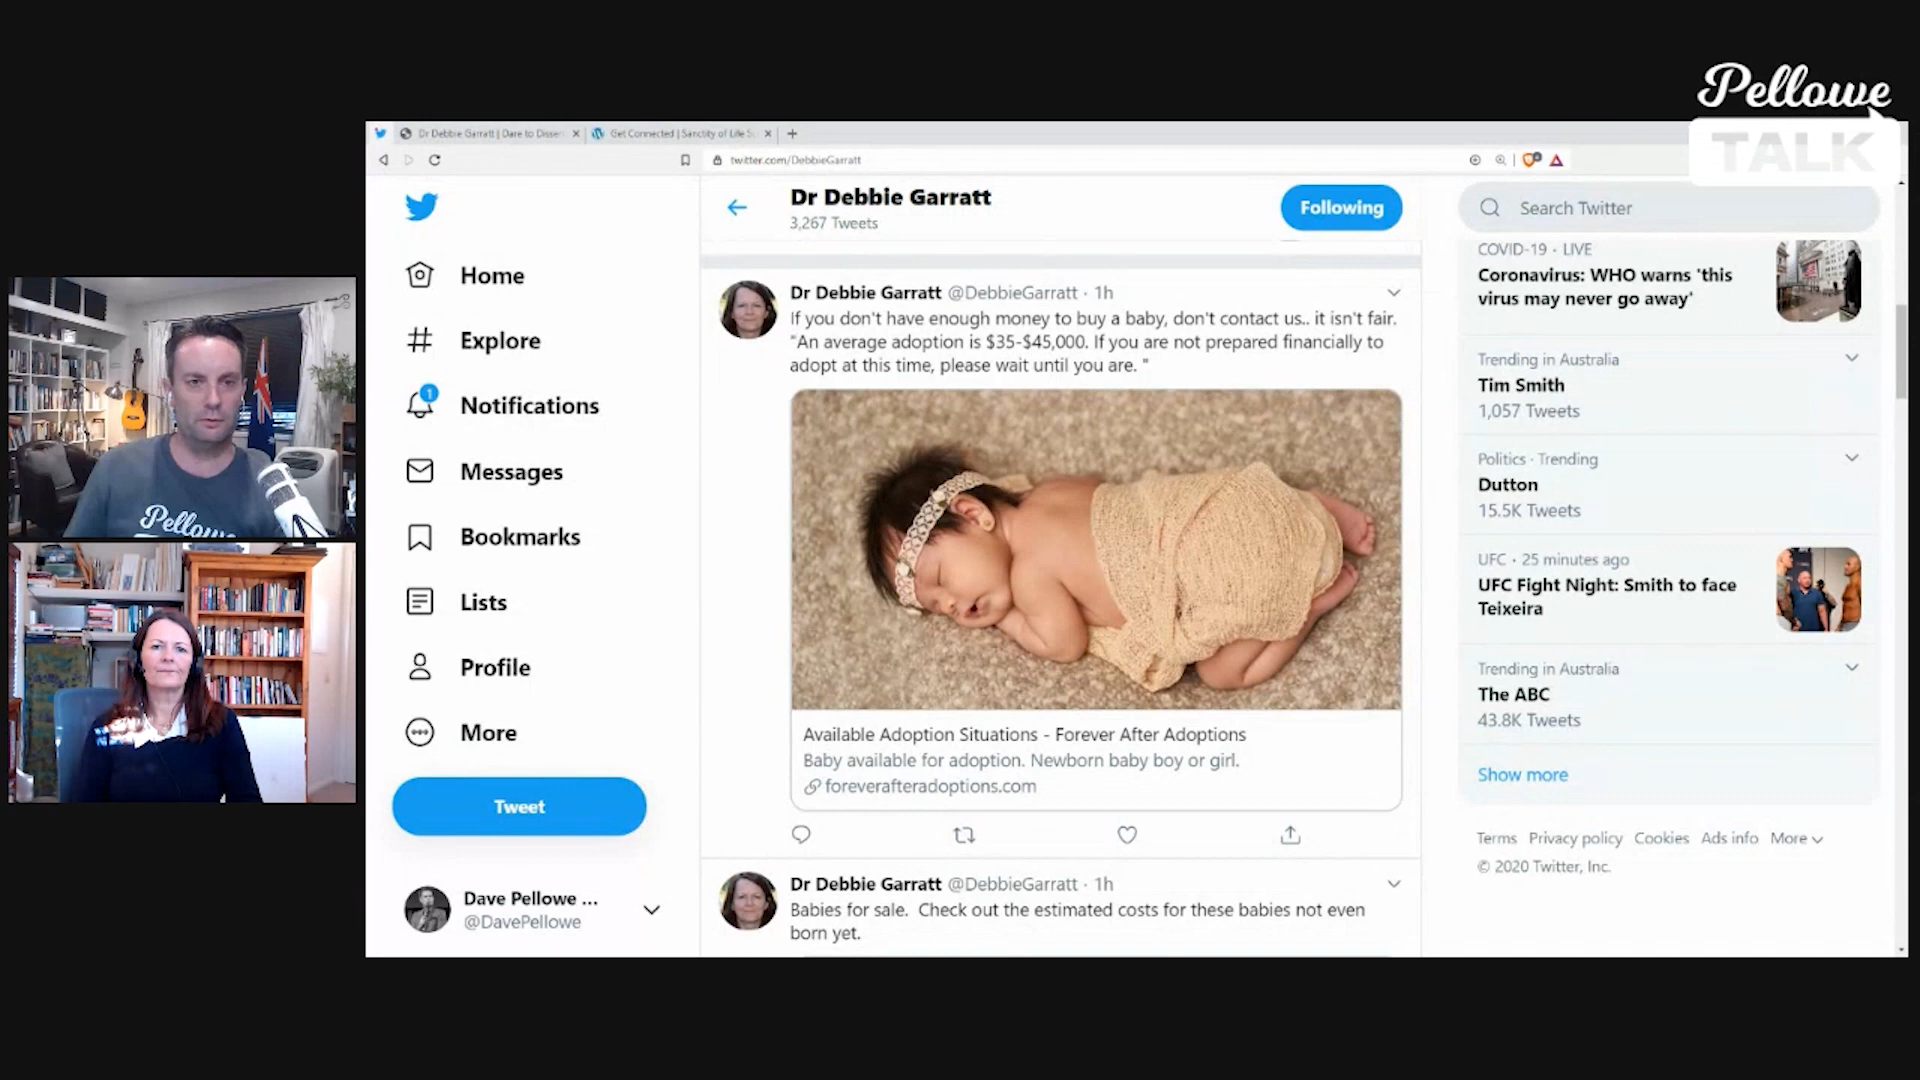 Pellowe
TALK
Dr Debbie Garratt | Dare to Dissen
Get Connected | Sanctity of Life S
twitter.com/DebbieGarratt
Home
Explore
1
Notifications
Messages
Bookmarks
Lists
Profile
More
Tweet
Dave Pellowe ...
@DavePellowe
Dr Debbie Garratt
3,267 Tweets
Following
Dr Debbie Garratt @DebbieGarratt · 1h
If you don't have enough money to buy a baby, don't contact us.. it isn't fair.
"An average adoption is $35-$45,000. If you are not prepared financially to
adopt at this time, please wait until you are. "
Available Adoption Situations - Forever After Adoptions
Baby available for adoption. Newborn baby boy or girl.
foreverafteradoptions.com
Dr Debbie Garratt @DebbieGarratt · 1h
Babies for sale. Check out the estimated costs for these babies not even
born yet.
Search Twitter
COVID-19 · LIVE
Coronavirus: WHO warns 'this
virus may never go away'
Trending in Australia
Tim Smith
1,057 Tweets
Politics · Trending
Dutton
15.5K Tweets
UFC · 25 minutes ago
UFC Fight Night: Smith to face
Teixeira
Trending in Australia
The ABC
43.8K Tweets
Show more
Terms Privacy policy Cookies Ads info More
© 2020 Twitter, Inc.
Pellowe